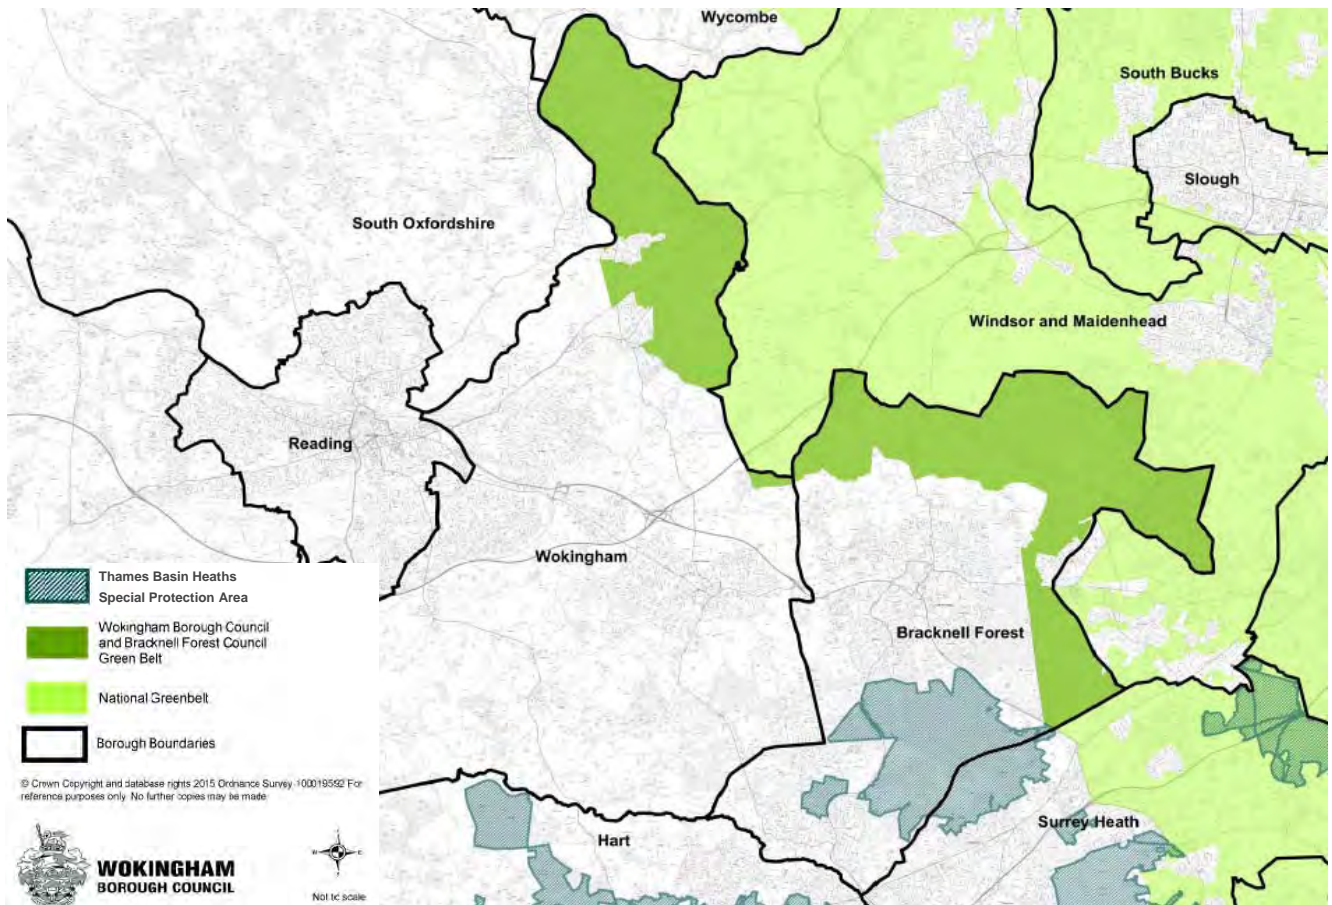 Wycombe
South Bucks
Slough
South Oxfordshire
Windsor and Maidenhead
Reading
Wokingham
Bracknell Forest
Surrey Heath
Hart
Thames Basin Heaths
Special Protection Area
Wokingham Borough Council
and Bracknell Forest Council
Green Belt
National Greenbelt
Borough Boundaries
© Crown Copyright and database rights 2015 Ordnance Survey 100019592 For
reference purposes only. No further copies may be made
WOKINGHAM
BOROUGH COUNCIL
Not to scale